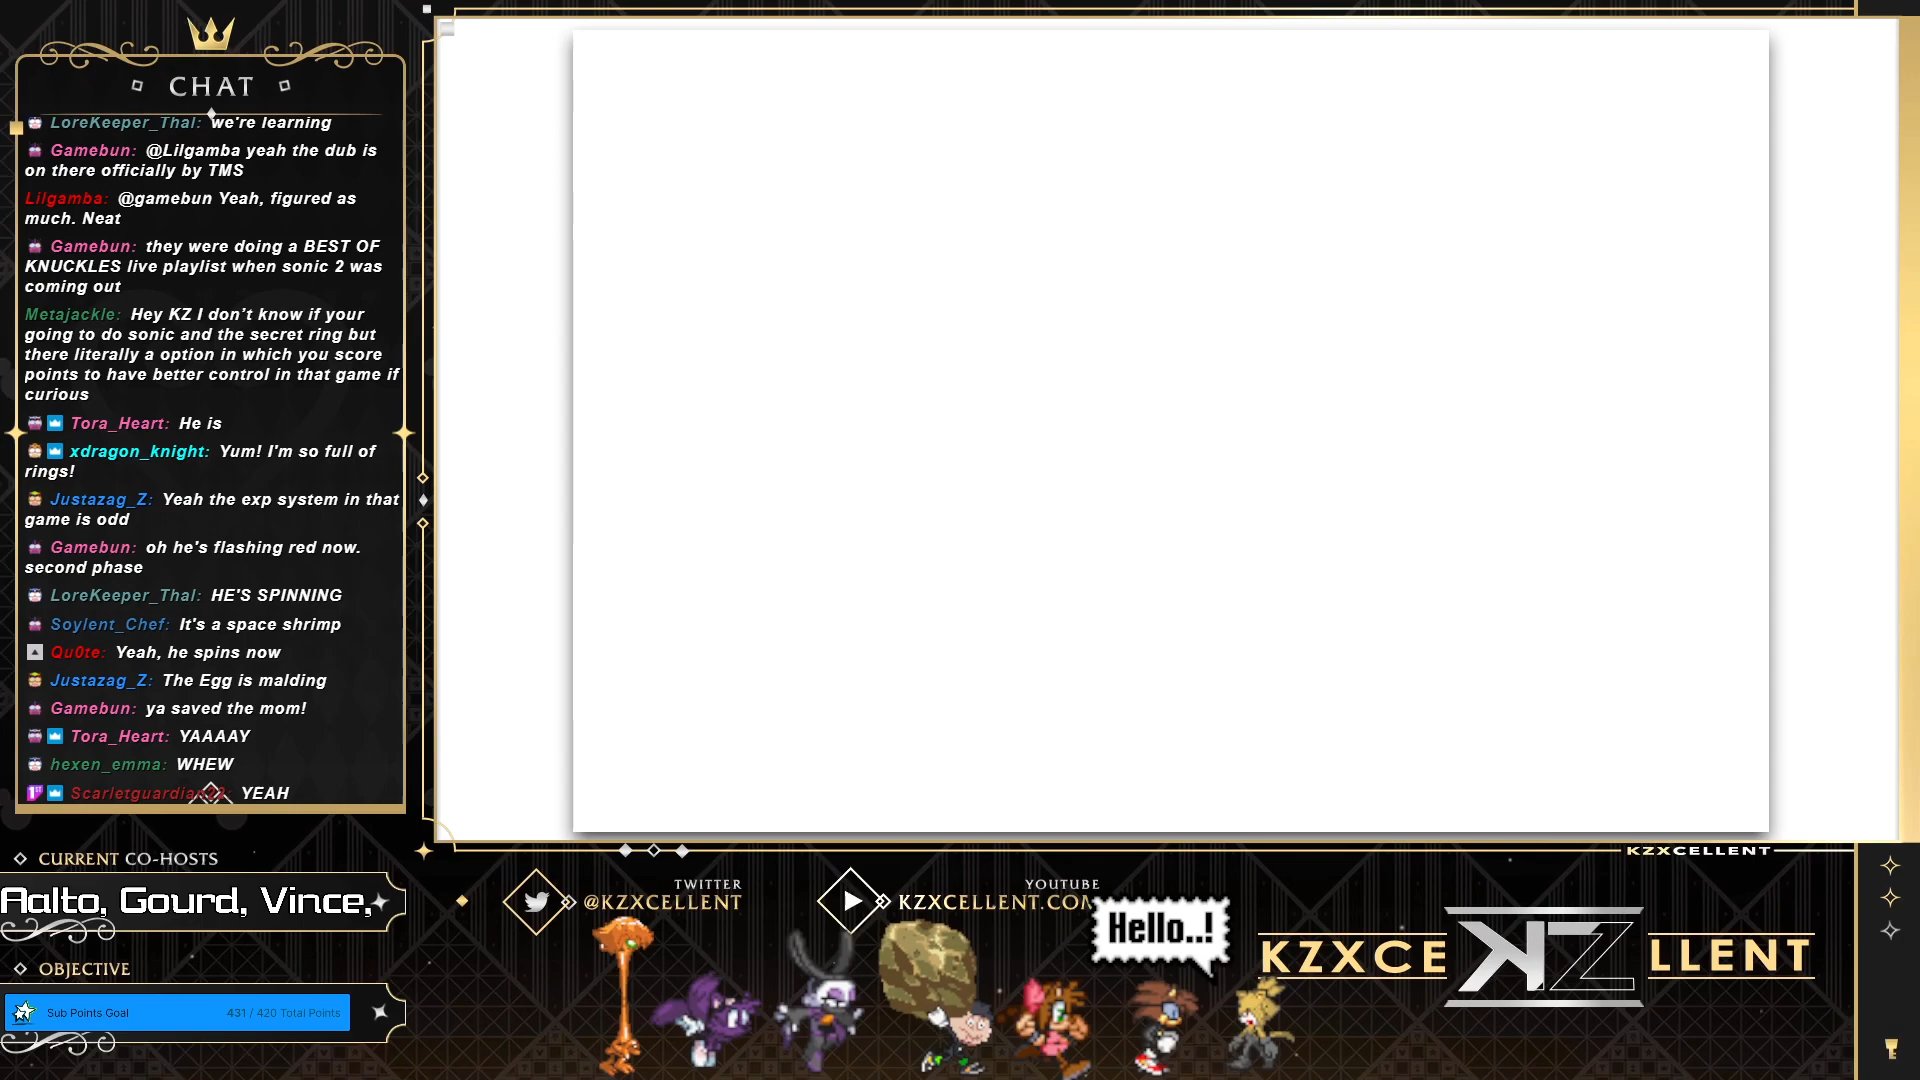 CHAT
LoreKeeper_Thal: we're learning
Gamebun: @Lilgamba yeah the dub is
on there officially by TMS
Lilgamba: @gamebun Yeah, figured as
much. Neat
Gamebun: they were doing a BEST OF
KNUCKLES live playlist when sonic 2 was
coming out
Metajackle: Hey KZ I don't know if your
going to do sonic and the secret ring but
there literally a option in which you score
points to have better control in that game if
curious
Tora_Heart: He is
xdragon_knight: Yum! I'm so full of
rings!
Justazag_Z: Yeah the exp system in that
game is odd
Gamebun: oh he's flashing red now.
second phase
LoreKeeper_Thal: HE'S SPINNING
Soylent_Chef: It's a space shrimp
Qu0te: Yeah, he spins now
Justazag_Z: The Egg is malding
Gamebun: ya saved the mom!
Tora_Heart: YAAAAY
hexen_emma: WHEW
Scarletguardian22: YEAH
CURRENT CO-HOSTS
Aalto, Gourd, Vince,
OBJECTIVE
Sub Points Goal 431 / 420 Total Points
KZXCELLENT
TWITTER
@KZXCELLENT
YOUTUBE
KZXCELLENT.COM
Hello..!
KZXCE KZ LLENT